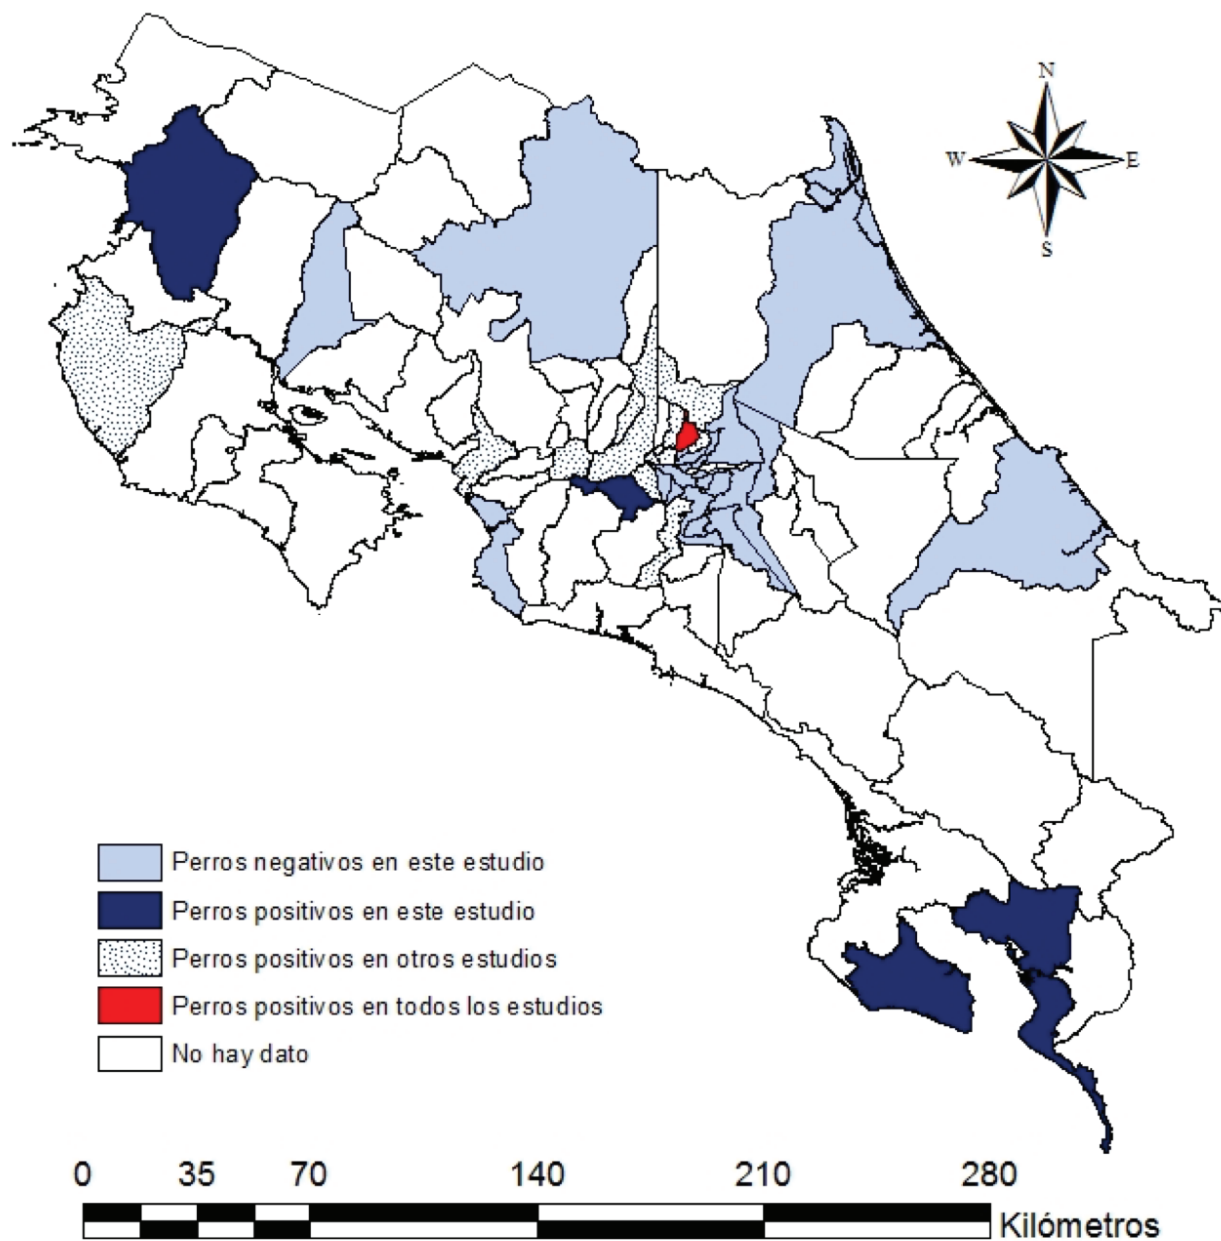 N
W E
S
Perros negativos en este estudio
Perros positivos en este estudio
Perros positivos en otros estudios
Perros positivos en todos los estudios
No hay dato
0 35 70 140 210 280
Kilómetros